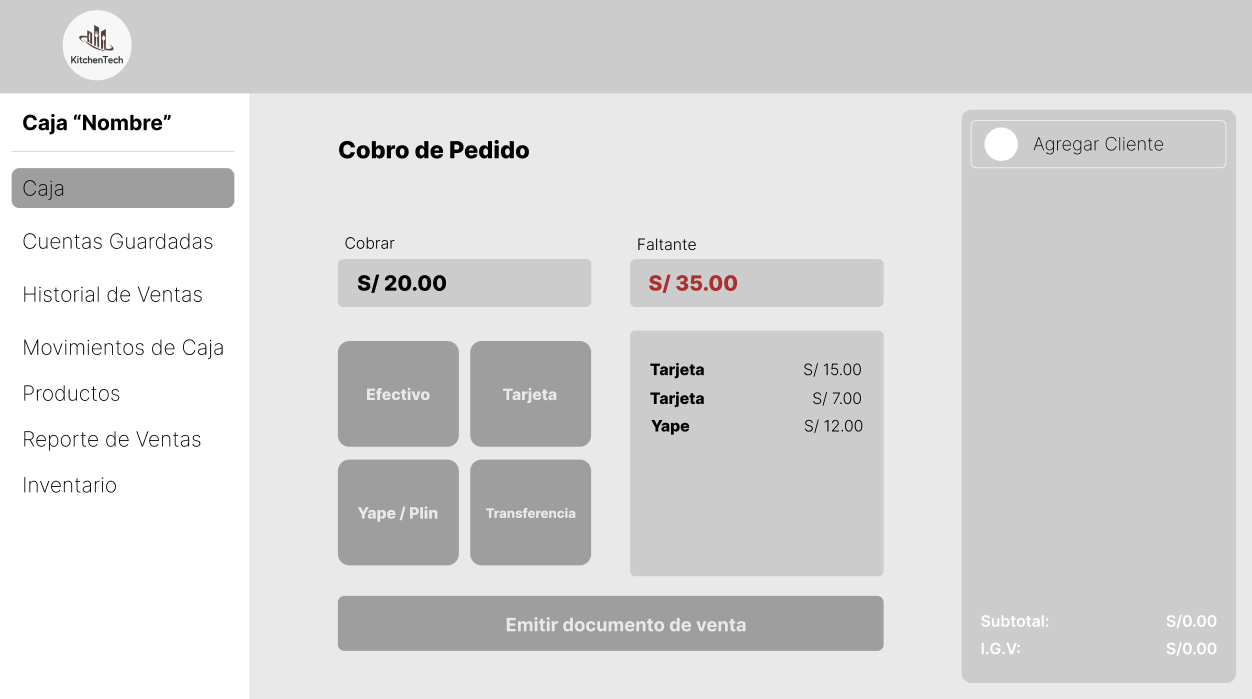 KitchenTech
Caja “Nombre”
Caja
Cuentas Guardadas
Historial de Ventas
Movimientos de Caja
Productos
Reporte de Ventas
Inventario
Cobro de Pedido
Cobrar
S/ 20.00
Faltante
S/ 35.00
Efectivo
Tarjeta
Yape / Plin
Transferencia
Tarjeta S/ 15.00
Tarjeta S/ 7.00
Yape S/ 12.00
Emitir documento de venta
Agregar Cliente
Subtotal: S/0.00
I.G.V: S/0.00